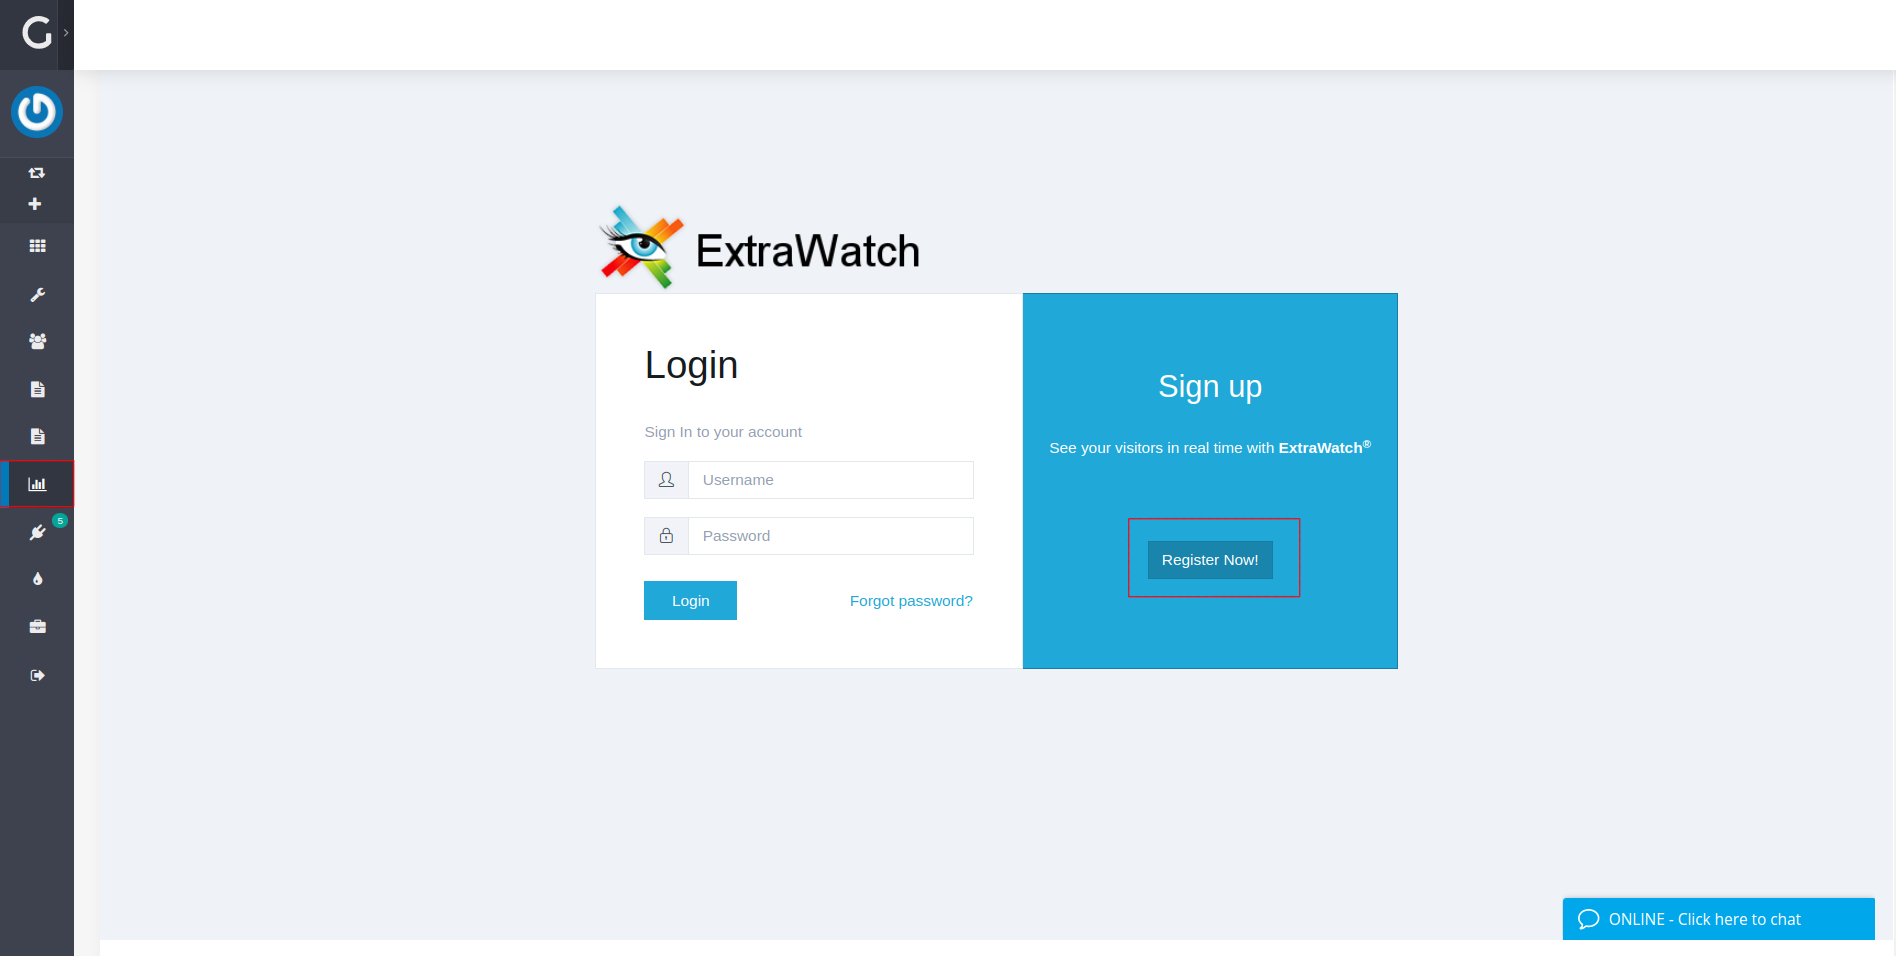 G
5
ExtraWatch
Login
Sign In to your account
Username
Password
Login
Forgot password?
Sign up
See your visitors in real time with ExtraWatch®
Register Now!
ONLINE - Click here to chat